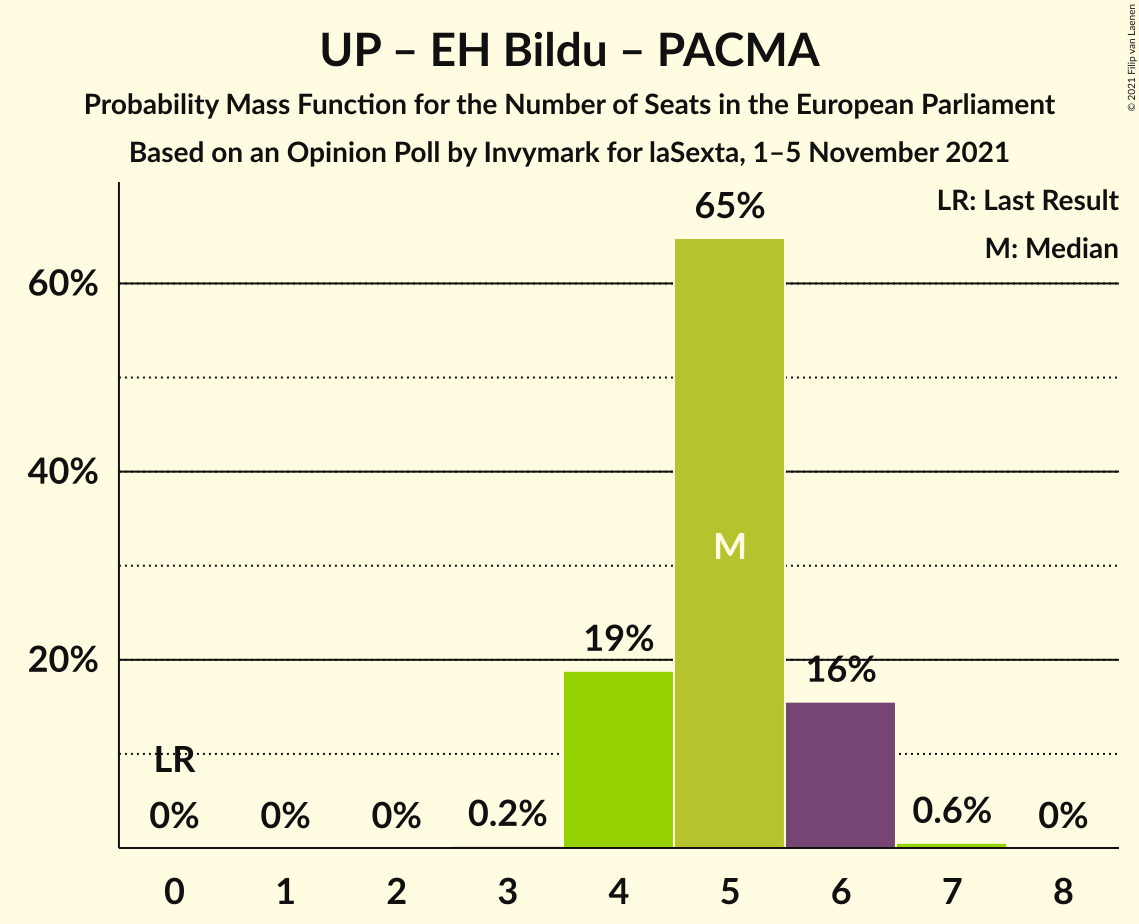 UP – EH Bildu – PACMA
Probability Mass Function for the Number of Seats in the European Parliament
Based on an Opinion Poll by Invymark for laSexta, 1–5 November 2021
© 2021 Filip van Laenen
LR: Last Result
M: Median
65%
60%
40%
M
20%
19%
16%
LR
0%
0%
0%
0.2%
0.6%
0%
0 1 2 3 4 5 6 7 8